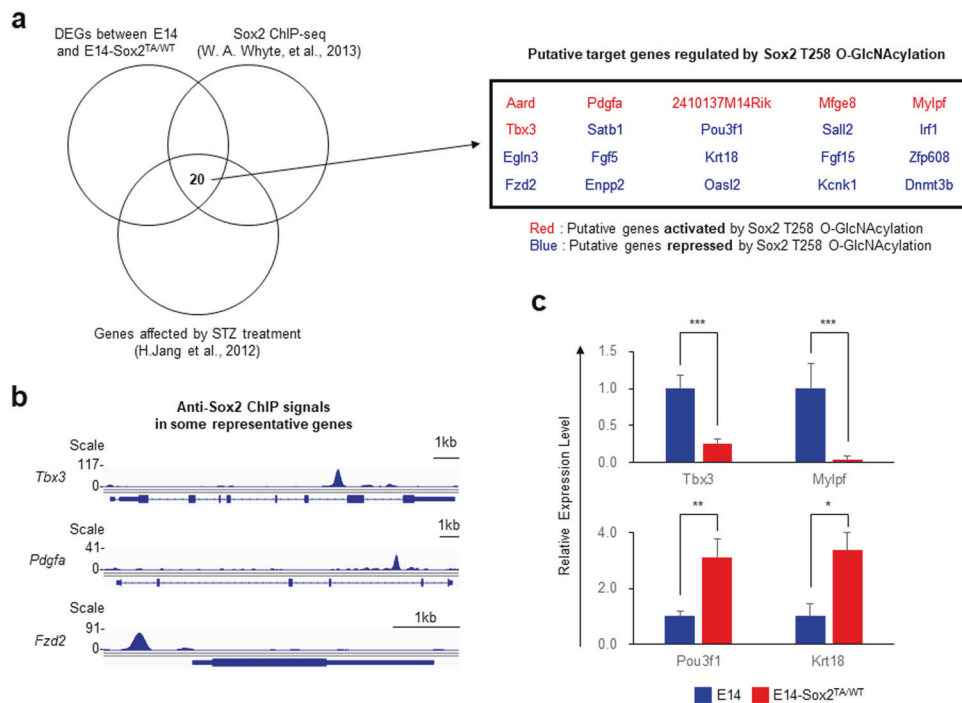 a
DEGs between E14
and E14-Sox2TA/WT
Sox2 ChIP-seq
(W. A. Whyte, et al., 2013)
20
Genes affected by STZ treatment
(H.Jang et al., 2012)
Putative target genes regulated by Sox2 T258 O-GlcNAcylation
Aard Pdgfa 2410137M14Rik Mfge8 Mylpf
Tbx3 Satb1 Pou3f1 Sall2 Irf1
Egln3 Fgf5 Krt18 Fgf15 Zfp608
Fzd2 Enpp2 Oasl2 Kcnk1 Dnmt3b
Red : Putative genes activated by Sox2 T258 O-GlcNAcylation
Blue : Putative genes repressed by Sox2 T258 O-GlcNAcylation
b
Anti-Sox2 ChIP signals
in some representative genes
1kb
Scale
117-
Tbx3
0-
1kb
Scale
41-
Pdgfa
0-
1kb
Scale
91-
Fzd2
0-
c
Relative Expression Level
*** ***
1.5
1.0
0.5
0.0
Tbx3 Mylpf
** *
4.0
2.0
0.0
Pou3f1 Krt18
E14 E14-Sox2TA/WT